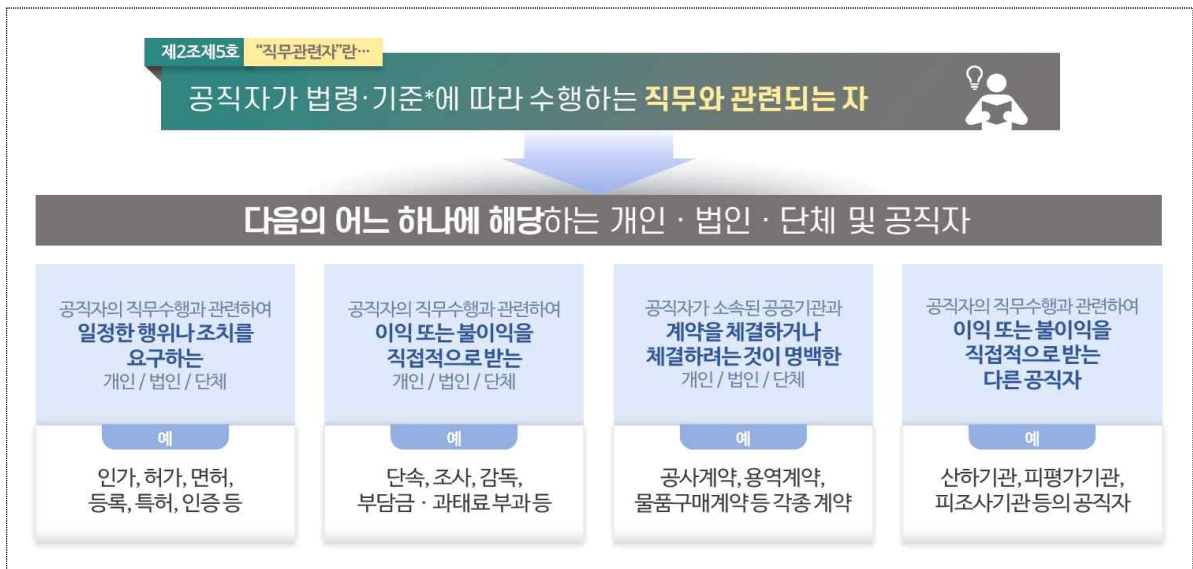 제2조제5호 “직무관련자”란…
공직자가 법령·기준*에 따라 수행하는 직무와 관련되는 자
다음의 어느 하나에 해당하는 개인 · 법인 · 단체 및 공직자
공직자의 직무수행과 관련하여
일정한 행위나 조치를
요구하는
개인 / 법인 / 단체
예
인가, 허가, 면허,
등록, 특허, 인증 등
공직자의 직무수행과 관련하여
이익 또는 불이익을
직접적으로 받는
개인 / 법인 / 단체
예
단속, 조사, 감독,
부담금 · 과태료 부과 등
공직자가 소속된 공공기관과
계약을 체결하거나
체결하려는 것이 명백한
개인 / 법인 / 단체
예
공사계약, 용역계약,
물품구매계약 등 각종 계약
공직자의 직무수행과 관련하여
이익 또는 불이익을
직접적으로 받는
다른 공직자
예
산하기관, 피평가기관,
피조사기관 등의 공직자